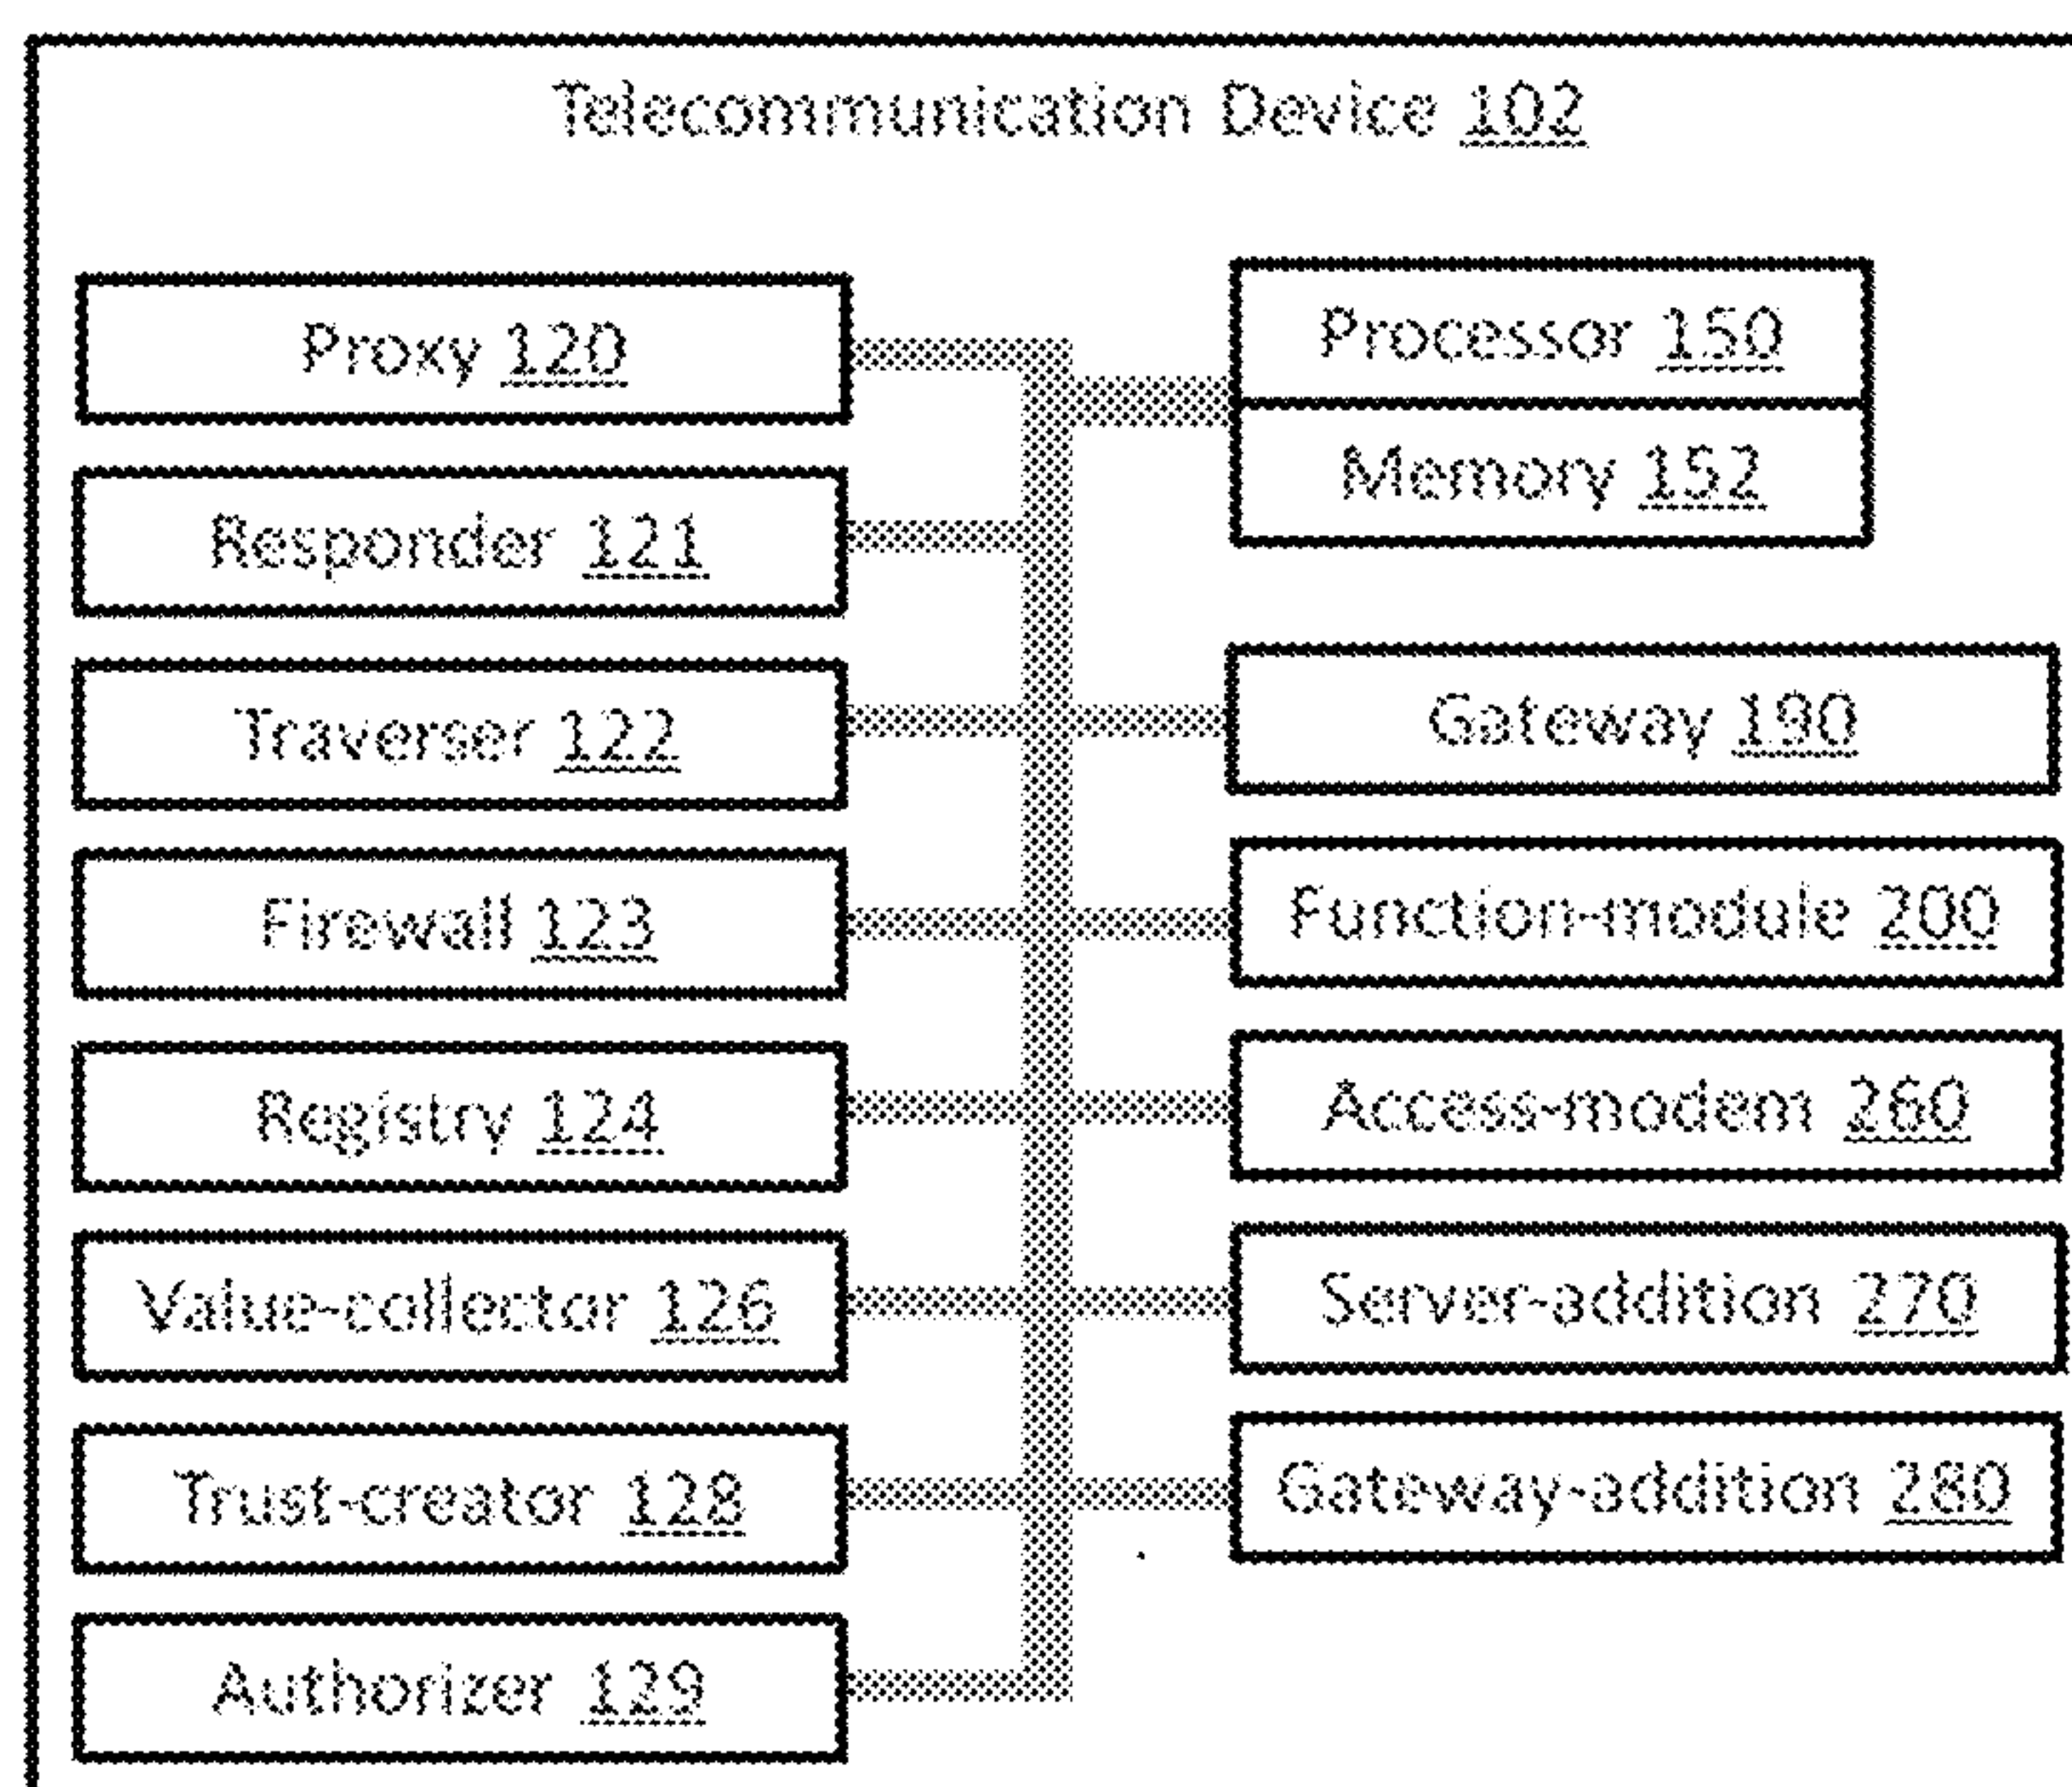 Telecommunication Device 102
Proxy 120
Responder 121
Traverser 122
Firewall 123
Registry 124
Value-collector 126
Trust-creator 128
Authorizer 129
Processor 150
Memory 152
Gateway 190
Function-module 200
Access-modem 260
Server-addition 270
Gateway-addition 280